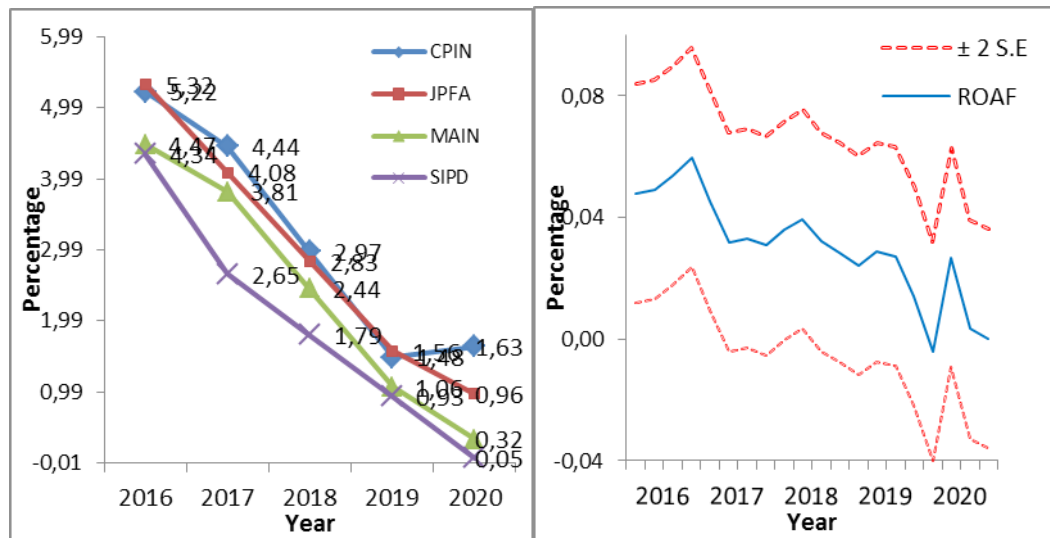 5,99
4,99
3,99
2,99
1,99
0,99
-0,01
Percentage
CPIN
JPFA
MAIN
SIPD
5,32
5,22
4,47
4,34
4,44
4,08
3,81
2,65
2,97
2,83
2,44
1,79
1,56
1,48
1,06
0,93
1,63
0,96
0,32
0,05
2016 2017 2018 2019 2020
Year
± 2 S.E
ROAF
0,08
0,04
0,00
-0,04
Percentage
2016 2017 2018 2019 2020
Year